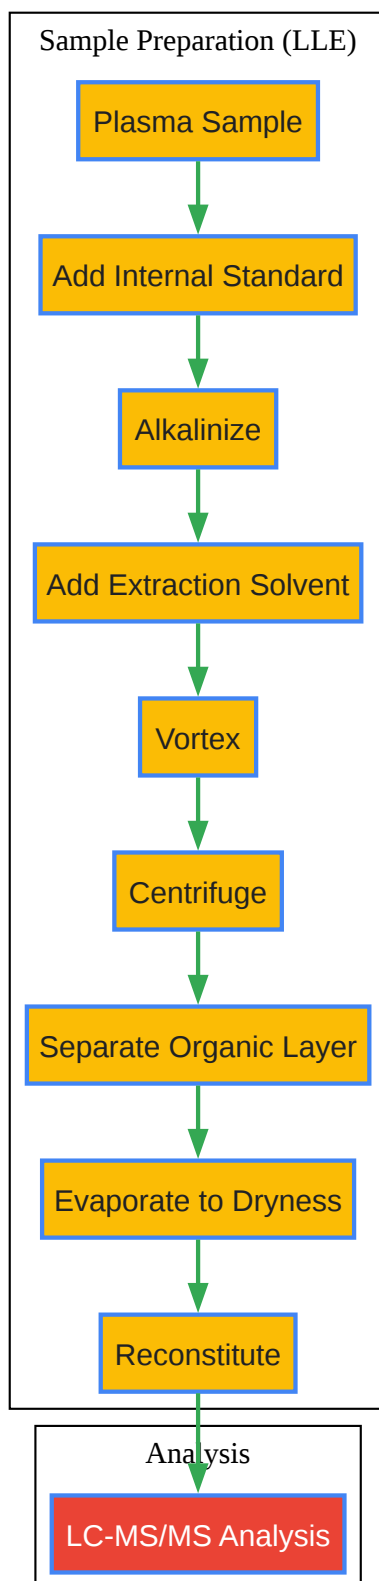 Sample Preparation (LLE)
Plasma Sample
Add Internal Standard
Alkalinize
Add Extraction Solvent
Vortex
Centrifuge
Separate Organic Layer
Evaporate to Dryness
Reconstitute
Analysis
LC-MS/MS Analysis